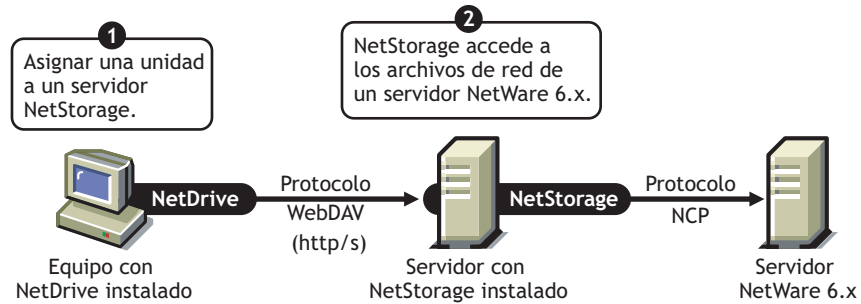 1
Asignar una unidad
a un servidor
NetStorage.
2
NetStorage accede a
los archivos de red de
un servidor NetWare 6.x.
NetDrive
Protocolo
WebDAV
(http/s)
NetStorage
Protocolo
NCP
Equipo con
NetDrive instalado
Servidor con
NetStorage instalado
Servidor
NetWare 6.x